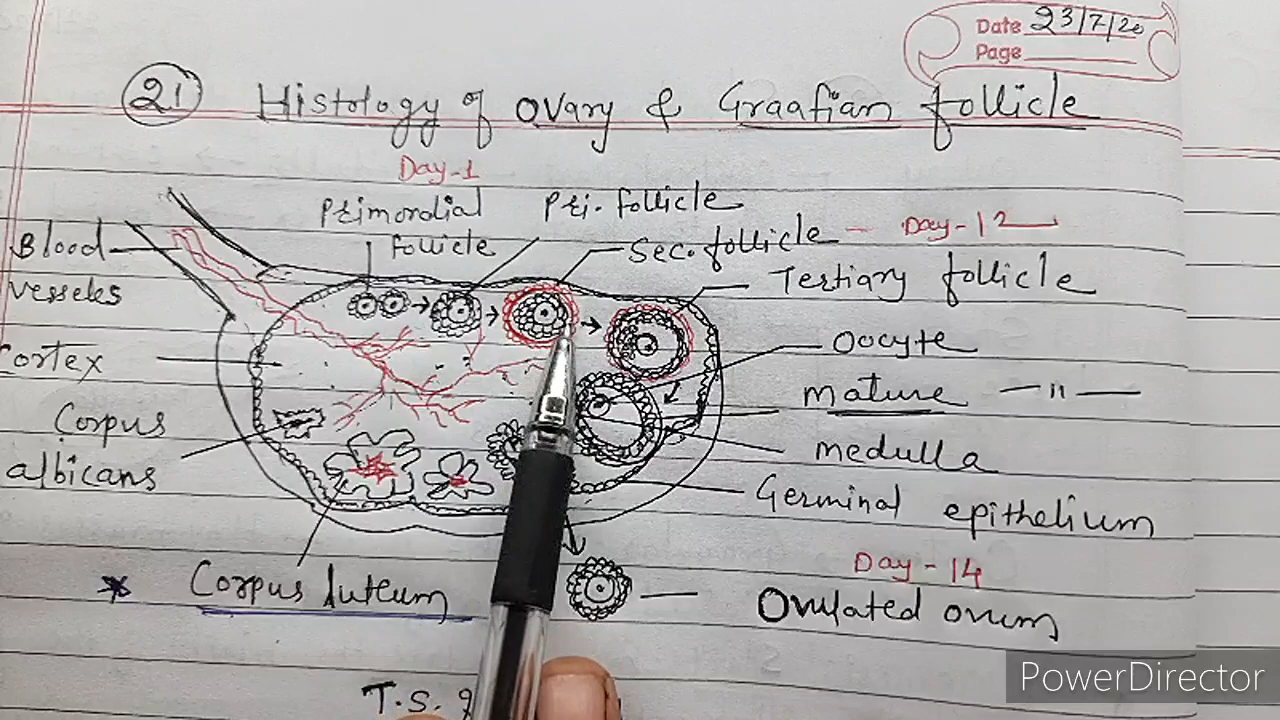 Date 23/7/20
Page
21 Histology of Ovary & Graafian follicle
Day-1
Primordial follicle
Pri. follicle
Sec. follicle - Day-12
Tertiary follicle
Blood vesseles
Cortex
Oocyte
mature —"—
Corpus albicans
medulla
Germinal epithelium
Day-14
* Corpus luteum
Ovulated ovum
T.S.
PowerDirector